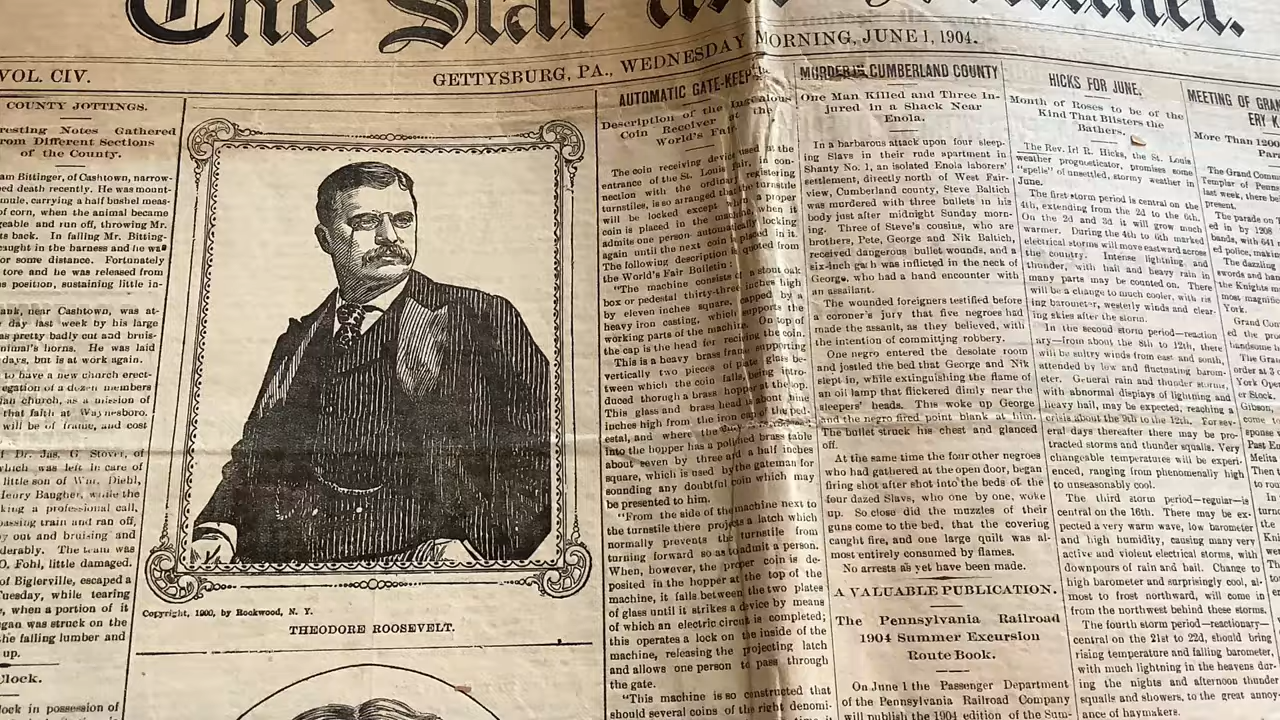 The Star and
VOL. CIV.
GETTYSBURG, PA., WEDNESDAY MORNING, JUNE 1, 1904.
COUNTY JOTTINGS.
Notes Gathered
From Different Sections
of the County.
Bittinger, of Cashtown, narrow-
death recently. He was mount-
mule, carrying a half bushel meas-
of corn, when the animal became
and run off, throwing Mr.
back. In falling Mr. Bitting-
caught in the harness and he was
for some distance. Fortunately
tore and he was released from
position, sustaining little in-
near Cashtown, was at-
day last week by his large
pretty badly cut and bruis-
horns. He was laid
days, but is at work again.
to have a new church erect-
of a dozen members
church, as a mission of
that faith at Waynesboro.
will be of frame, and cost
Dr. Jas. G. Stover, of
which was left in care of
little son of Wm. Diehl,
Henry Baugher, while the
a professional call,
passing train and ran off,
out and bruising and
The team was
O. Fohl, little damaged.
of Biglerville, escaped a
Tuesday, while tearing
when a portion of it
was struck on the
the falling lumber and
up.
lock in possession of
Copyright, 1900, by Rockwood, N. Y.
THEODORE ROOSEVELT.
AUTOMATIC GATE-KEEP
Description of the Ingenious
Coin Receiver at the
World's Fair.
The coin receiving device used at the
entrance of the St. Louis fair, in con-
nection with the ordinary registering
turnstiles, is so arranged that the turnstile
will be locked except when a proper
coin is placed in the machine, when it
admits one person automatically locking
again until the next coin is placed in it.
The following description is quoted from
the World's Fair Bulletin:
"The machine consists of a stout oak
box or pedestal thirty-three inches high
by eleven inches square, capped by a
heavy iron casting, which supports the
working parts of the machine. On top of
the cap is the head for receiving the coin.
This is a heavy brass frame supporting
vertically two pieces of plate glass be-
tween which the coin falls, being intro-
duced thorough a brass hopper at the top.
This glass and brass head is about nine
inches high from the iron cap of the ped-
estal, and where the
into the hopper has a polished brass table
about seven by three and a half inches
square, which is used by the gateman for
sounding any doubtful coin which may
be presented to him.
"From the side of the machine next to
the turnstile there projects a latch which
normally prevents the turnstile from
turning forward so as to admit a person.
When, however, the proper coin is de-
posited in the hopper at the top of the
machine, it falls between the two plates
of glass until it strikes a device by means
of which an electric circuit is completed;
this operates a lock on the inside of the
machine, releasing the projecting latch
and allows one person to pass through
the gate.
"This machine is so constructed that
should several coins of the right denomi-
MURDER IN CUMBERLAND COUNTY
One Man Killed and Three In-
jured In a Shack Near
Enola.
In a barbarous attack upon four sleep-
ing Slavs in their rude apartment in
Shanty No. 1, an isolated Enola laborers'
settlement, directly north of West Fair-
view, Cumberland county, Steve Baltich
was murdered with three bullets in his
body just after midnight Sunday morn-
ing. Three of Steve's cousins, who are
brothers, Pete, George and Nik Baltich,
received dangerous bullet wounds, and a
six-inch gash was inflicted in the neck of
George, who had a hand encounter with
an assailant.
The wounded foreigners testified before
a coroner's jury that five negroes had
made the assault, as they believed, with
the intention of committing robbery.
One negro entered the desolate room
and jostled the bed that George and Nik
slept in, while extinguishing the flame of
an oil lamp that flickered dimly near the
sleepers' heads. This woke up George
and the negro fired point blank at him.
The bullet struck his chest and glanced
off.
At the same time the four other negroes
who had gathered at the open door, began
firing shot after shot into the beds of the
four dazed Slavs, who one by one, woke
up. So close did the muzzles of their
guns come to the bed, that the covering
caught fire, and one large quilt was al-
most entirely consumed by flames.
No arrests as yet have been made.
A VALUABLE PUBLICATION.
The Pennsylvania Railroad
1904 Summer Excursion
Route Book.
On June 1 the Passenger Department
of the Pennsylvania Railroad Company
will publish the 1904 edition of the Sum-
HICKS FOR JUNE.
Month of Roses to be of the
Kind That Blisters the
Bathers.
The Rev. Irl R. Hicks, the St. Louis
weather prognosticator, promises some
"spells" of unsettled, stormy weather in
June.
The first storm period is central on the
4th, extending from the 2d to the 6th.
On the 2d and 3d, it will grow much
warmer. During the 4th to 6th marked
electrical storms will move eastward across
the country. Intense lightning, and
thunder, with hail and heavy rain in
many parts may be counted on. There
will be a change to much cooler, with ris
ing barometer, westerly winds and clear-
ing skies after the storm.
In the second storm period—reaction
ary—from about the 8th to 12th, there
will be sultry winds from east and south,
attended by low and fluctuating barom-
eter. General rain and thunder storms,
with abnormal displays of lightning and
heavy hail, may be expected, reaching a
crisis about the 9th to the 12th. For sev-
eral days thereafter there may be pro-
tracted storms and thunder squalls. Very
changeable temperatures will be experi-
enced, ranging from phenomenally high
to unseasonably cool.
The third storm period—regular—is
central on the 16th. There may be ex-
pected a very warm wave, low barometer
and high humidity, causing many very
active and violent electrical storms, with
downpours of rain and hail. Change to
high barometer and surprisingly cool, al-
most to frost northward, will come in
from the northwest behind these storms.
The fourth storm period—reactionary—
central on the 21st to 22d, should bring
rising temperature and falling barometer,
with much lightning in the heavens dur-
ing the nights and afternoon thunder
squalls and showers, to the great annoy-
ance of haymakers.
MEETING OF GRAN
ERY K
More Than 1200
Para
The Grand Comm
Templar of Penns
last week, there be
present.
The parade on
ed in by 1208
bands, with 641
ed police, making
The dazzling
swords and han
the Knights m
most magnific
York.
Grand Co
ed the pro
handsome h
The Gran
order at 3
York Oper
er Stock.
Gibson,
come to
sponse
Past En
Melita
Then t
to rou
In
turn
the
Kni
we
Th